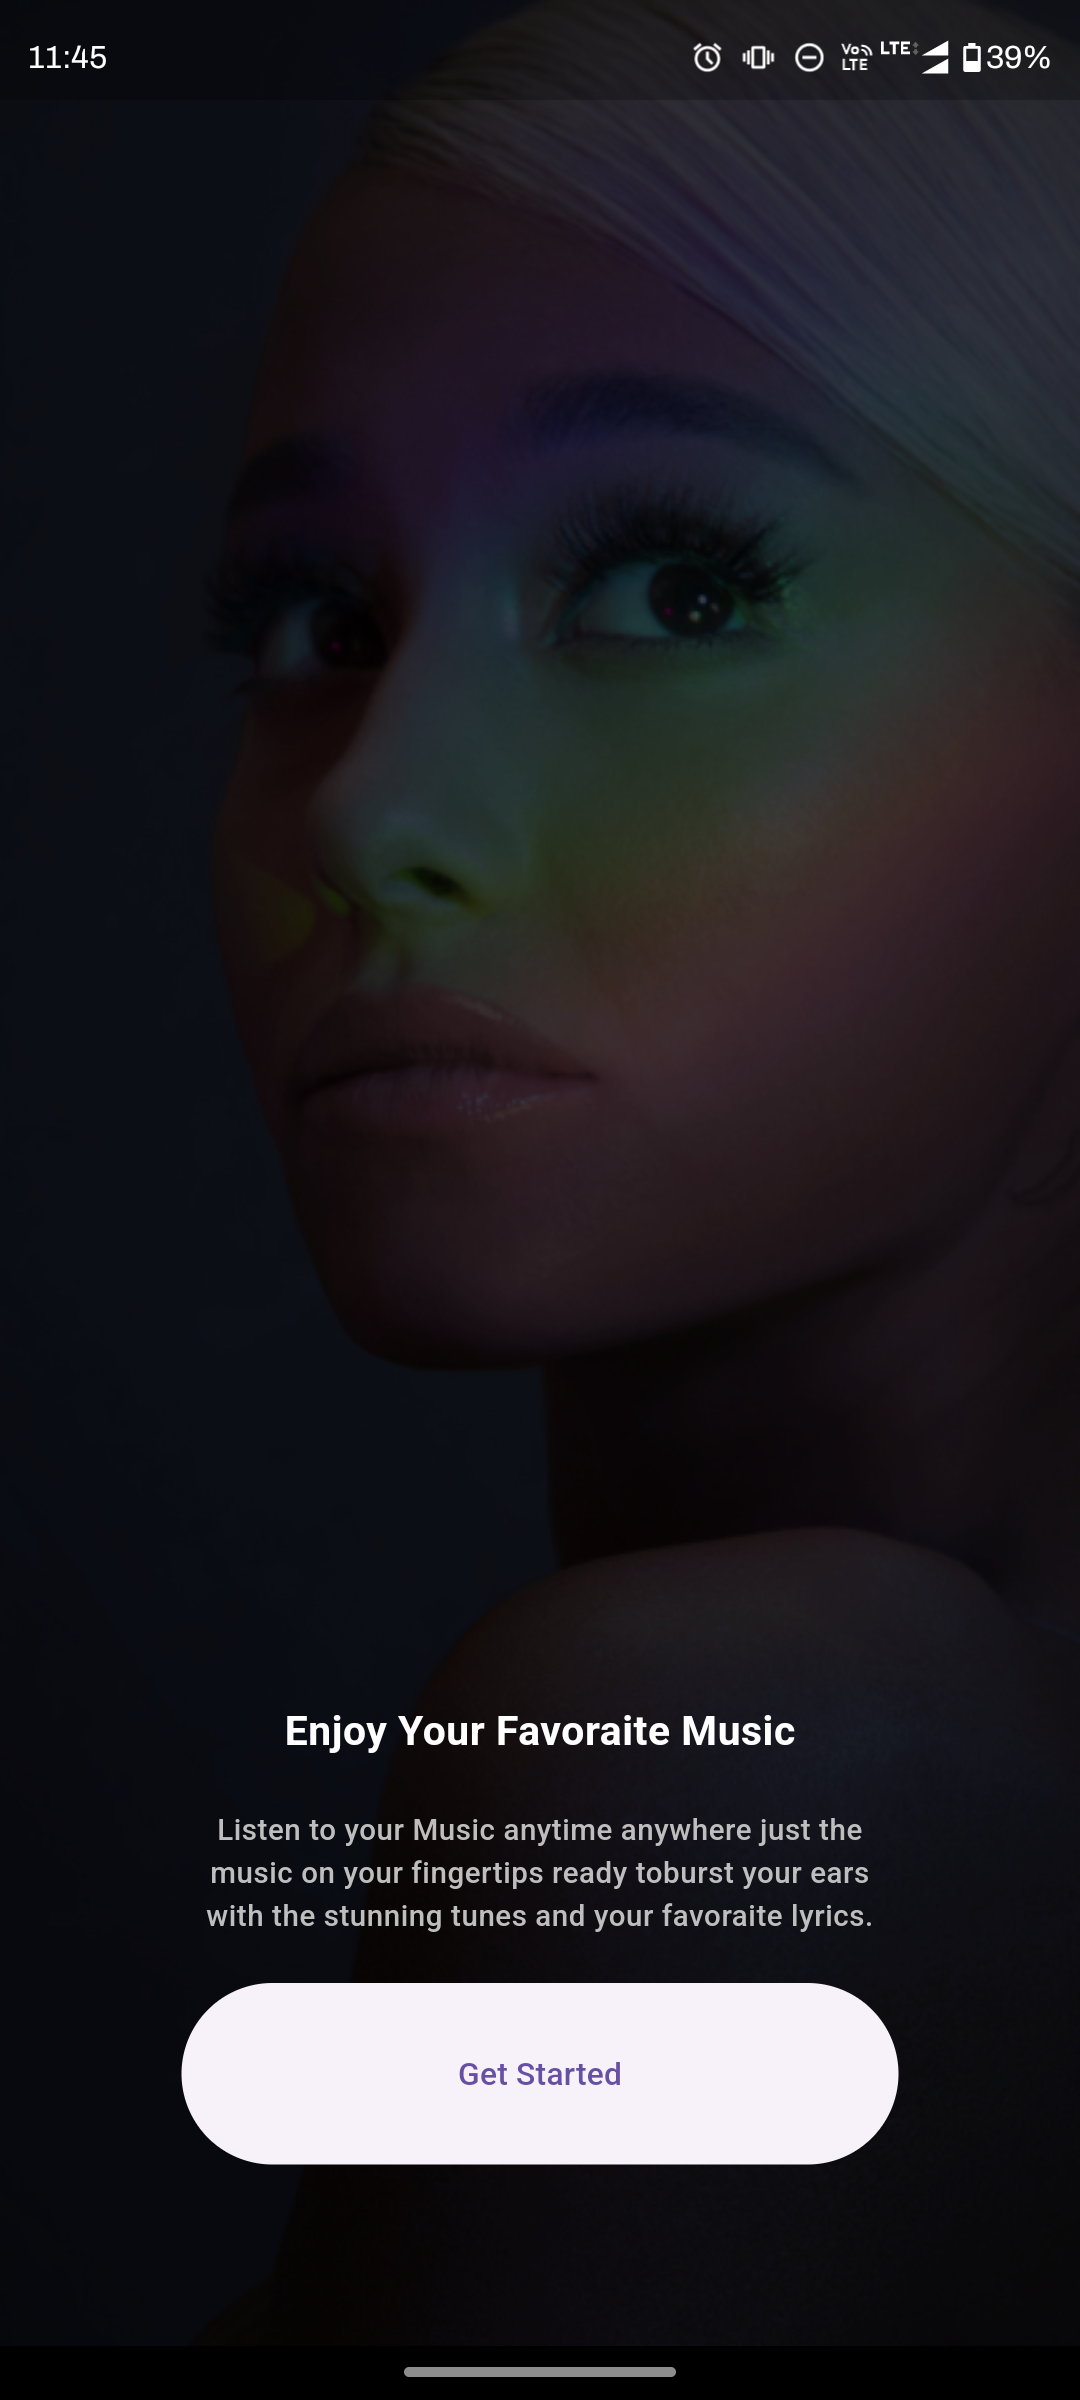 11:45
Vo LTE LTE 39%
Enjoy Your Favoraite Music
Listen to your Music anytime anywhere just the
music on your fingertips ready toburst your ears
with the stunning tunes and your favoraite lyrics.
Get Started